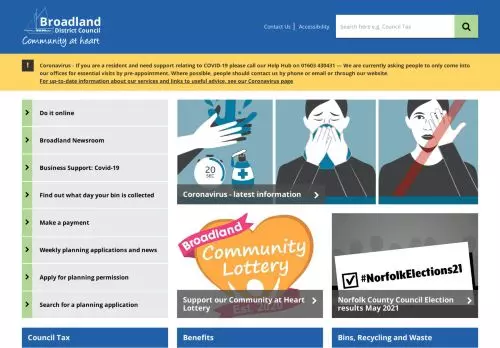 Broadland
District Council
Community at heart
Contact Us | Accessibility
Search here e.g. Council Tax
! Coronavirus - If you are a resident and need support relating to COVID-19 please call our Help Hub on 01603 430431 — We are currently asking people to only come into
our offices for essential visits by pre-appointment. Where possible, people should contact us by phone or email or through our website.
For up-to-date information about our services and links to useful advice, see our Coronavirus page
Do it online
Broadland Newsroom
Business Support: Covid-19
Find out what day your bin is collected
Make a payment
Weekly planning applications and news
Apply for planning permission
Search for a planning application
20
SEC
Coronavirus - latest information
Broadland
Community
Lottery
Est 2020
Support our Community at Heart
Lottery
#NorfolkElections21
Norfolk County Council Election
results May 2021
Council Tax
Benefits
Bins, Recycling and Waste